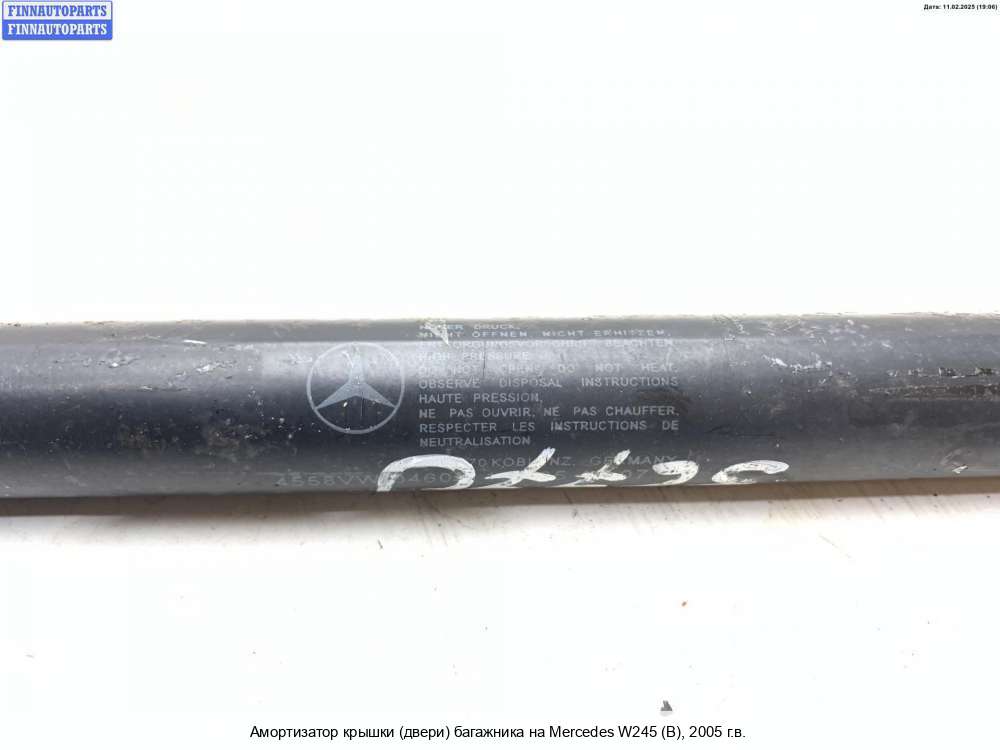 FINNAUTOPARTS
FINNAUTOPARTS
Дата: 11.02.2025 (19:06)
DRUCK.
NICHT ÖFFNEN, NICHT ERHITZEN,
BEACHTEN
HIGH PRESSURE
DO NOT OPEN, DO NOT HEAT.
OBSERVE DISPOSAL INSTRUCTIONS
HAUTE PRESSION,
NE PAS OUVRIR, NE PAS CHAUFFER,
RESPECTER LES INSTRUCTIONS DE
NEUTRALISATION
KOBLENZ, GERMANY
Амортизатор крышки (двери) багажника на Mercedes W245 (B), 2005 г.в.